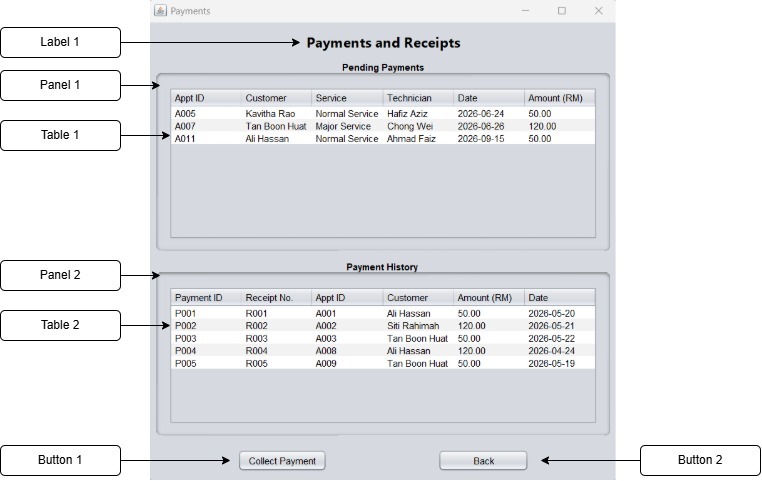 Payments
Label 1
Payments and Receipts
Pending Payments
Panel 1
Appt ID Customer Service Technician Date Amount (RM)
A005 Kavitha Rao Normal Service Hafiz Aziz 2026-06-24 50.00
Table 1
A007 Tan Boon Huat Major Service Chong Wei 2026-06-26 120.00
A011 Ali Hassan Normal Service Ahmad Faiz 2026-09-15 50.00
Payment History
Panel 2
Payment ID Receipt No. Appt ID Customer Amount (RM) Date
P001 R001 A001 Ali Hassan 50.00 2026-05-20
Table 2
P002 R002 A002 Siti Rahimah 120.00 2026-05-21
P003 R003 A003 Tan Boon Huat 50.00 2026-05-22
P004 R004 A008 Ali Hassan 120.00 2026-04-24
P005 R005 A009 Tan Boon Huat 50.00 2026-05-19
Button 1
Collect Payment
Back
Button 2